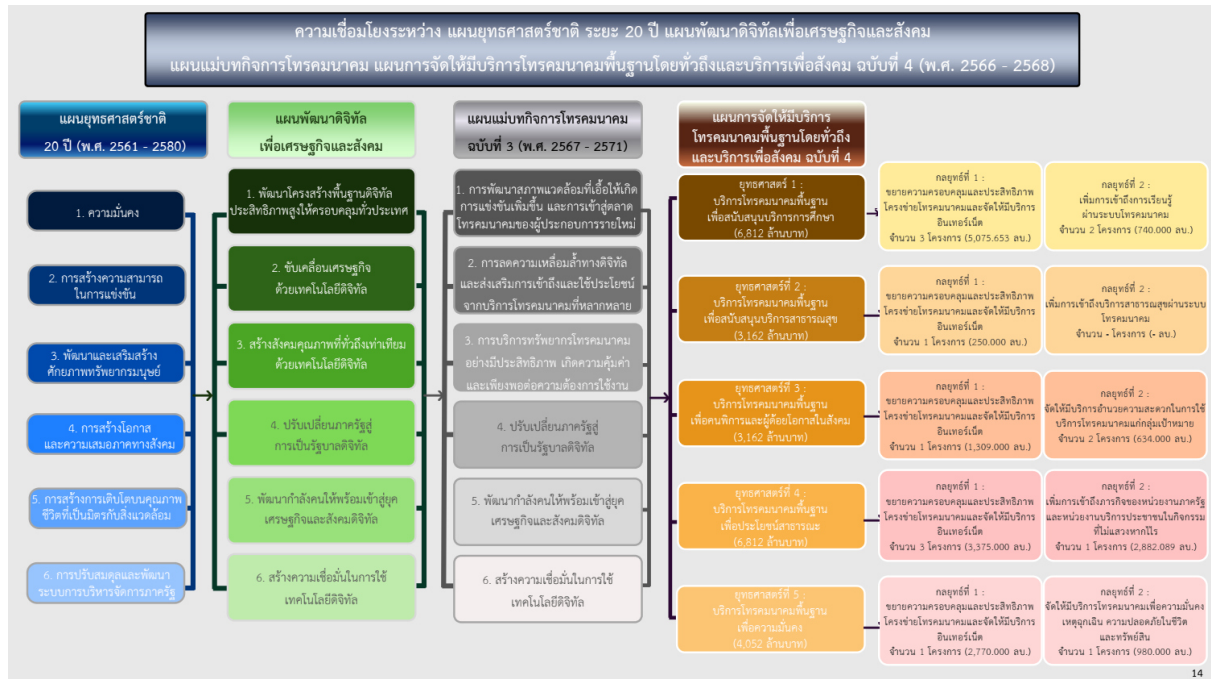 ความเชื่อมโยงระหว่าง แผนยุทธศาสตร์ชาติ ระยะ 20 ปี แผนพัฒนาดิจิทัลเพื่อเศรษฐกิจและสังคม
แผนแม่บทกิจการโทรคมนาคม แผนการจัดให้มีบริการโทรคมนาคมพื้นฐานโดยทั่วถึงและบริการเพื่อสังคม ฉบับที่ 4 (พ.ศ. 2566 - 2568)
แผนยุทธศาสตร์ชาติ
20 ปี (พ.ศ. 2561 - 2580)
1. ความมั่นคง
2. การสร้างความสามารถ
ในการแข่งขัน
3. พัฒนาและเสริมสร้าง
ศักยภาพทรัพยากรมนุษย์
4. การสร้างโอกาส
และความเสมอภาคทางสังคม
5. การสร้างการเติบโตบนคุณภาพ
ชีวิตที่เป็นมิตรกับสิ่งแวดล้อม
6. การปรับสมดุลและพัฒนา
ระบบการบริหารจัดการภาครัฐ
แผนพัฒนาดิจิทัล
เพื่อเศรษฐกิจและสังคม
1. พัฒนาโครงสร้างพื้นฐานดิจิทัล
ประสิทธิภาพสูงให้ครอบคลุมทั่วประเทศ
2. ขับเคลื่อนเศรษฐกิจ
ด้วยเทคโนโลยีดิจิทัล
3. สร้างสังคมคุณภาพที่ทั่วถึงเท่าเทียม
ด้วยเทคโนโลยีดิจิทัล
4. ปรับเปลี่ยนภาครัฐสู่
การเป็นรัฐบาลดิจิทัล
5. พัฒนากำลังคนให้พร้อมเข้าสู่ยุค
เศรษฐกิจและสังคมดิจิทัล
6. สร้างความเชื่อมั่นในการใช้
เทคโนโลยีดิจิทัล
แผนแม่บทกิจการโทรคมนาคม
ฉบับที่ 3 (พ.ศ. 2567 - 2571)
1. การพัฒนาสภาพแวดล้อมที่เอื้อให้เกิด
การแข่งขันเพิ่มขึ้น และการเข้าสู่ตลาด
โทรคมนาคมของผู้ประกอบการรายใหม่
2. การลดความเหลื่อมล้ำทางดิจิทัล
และส่งเสริมการเข้าถึงและใช้ประโยชน์
จากบริการโทรคมนาคมที่หลากหลาย
3. การบริการทรัพยากรโทรคมนาคม
อย่างมีประสิทธิภาพ เกิดความคุ้มค่า
และเพียงพอต่อความต้องการใช้งาน
4. ปรับเปลี่ยนภาครัฐสู่
การเป็นรัฐบาลดิจิทัล
5. พัฒนากำลังคนให้พร้อมเข้าสู่ยุค
เศรษฐกิจและสังคมดิจิทัล
6. สร้างความเชื่อมั่นในการใช้
เทคโนโลยีดิจิทัล
แผนการจัดให้มีบริการ
โทรคมนาคมพื้นฐานโดยทั่วถึง
และบริการเพื่อสังคม ฉบับที่ 4
ยุทธศาสตร์ 1 :
บริการโทรคมนาคมพื้นฐาน
เพื่อสนับสนุนบริการการศึกษา
(6,812 ล้านบาท)
กลยุทธ์ที่ 1 :
ขยายความครอบคลุมและประสิทธิภาพ
โครงข่ายโทรคมนาคมและจัดให้มีบริการ
อินเทอร์เน็ต
จำนวน 3 โครงการ (5,075.653 ลบ.)
กลยุทธ์ที่ 2 :
เพิ่มการเข้าถึงการเรียนรู้
ผ่านระบบโทรคมนาคม
จำนวน 2 โครงการ (740.000 ลบ.)
ยุทธศาสตร์ที่ 2 :
บริการโทรคมนาคมพื้นฐาน
เพื่อสนับสนุนบริการสาธารณสุข
(3,162 ล้านบาท)
กลยุทธ์ที่ 1 :
ขยายความครอบคลุมและประสิทธิภาพ
โครงข่ายโทรคมนาคมและจัดให้มีบริการ
อินเทอร์เน็ต
จำนวน 1 โครงการ (250.000 ลบ.)
กลยุทธ์ที่ 2 :
เพิ่มการเข้าถึงบริการสาธารณสุขผ่านระบบ
โทรคมนาคม
จำนวน - โครงการ (- ลบ.)
ยุทธศาสตร์ที่ 3 :
บริการโทรคมนาคมพื้นฐาน
เพื่อคนพิการและผู้ด้อยโอกาสในสังคม
(3,162 ล้านบาท)
กลยุทธ์ที่ 1 :
ขยายความครอบคลุมและประสิทธิภาพ
โครงข่ายโทรคมนาคมและจัดให้มีบริการ
อินเทอร์เน็ต
จำนวน 1 โครงการ (1,309.000 ลบ.)
กลยุทธ์ที่ 2 :
จัดให้มีบริการอำนวยความสะดวกในการใช้
บริการโทรคมนาคมแก่กลุ่มเป้าหมาย
จำนวน 2 โครงการ (634.000 ลบ.)
ยุทธศาสตร์ที่ 4 :
บริการโทรคมนาคมพื้นฐาน
เพื่อประโยชน์สาธารณะ
(6,812 ล้านบาท)
กลยุทธ์ที่ 1 :
ขยายความครอบคลุมและประสิทธิภาพ
โครงข่ายโทรคมนาคมและจัดให้มีบริการ
อินเทอร์เน็ต
จำนวน 3 โครงการ (3,375.000 ลบ.)
กลยุทธ์ที่ 2 :
เพิ่มการเข้าถึงภารกิจของหน่วยงานภาครัฐ
และหน่วยงานบริการประชาชนในกิจกรรม
ที่ไม่แสวงหากไร
จำนวน 1 โครงการ (2,882.089 ลบ.)
ยุทธศาสตร์ที่ 5 :
บริการโทรคมนาคมพื้นฐาน
เพื่อความมั่นคง
(4,052 ล้านบาท)
กลยุทธ์ที่ 1 :
ขยายความครอบคลุมและประสิทธิภาพ
โครงข่ายโทรคมนาคมและจัดให้มีบริการ
อินเทอร์เน็ต
จำนวน 1 โครงการ (2,770.000 ลบ.)
กลยุทธ์ที่ 2 :
จัดให้มีบริการโทรคมนาคมเพื่อความมั่นคง
เหตุฉุกเฉิน ความปลอดภัยในชีวิต
และทรัพย์สิน
จำนวน 1 โครงการ (980.000 ลบ.)
14